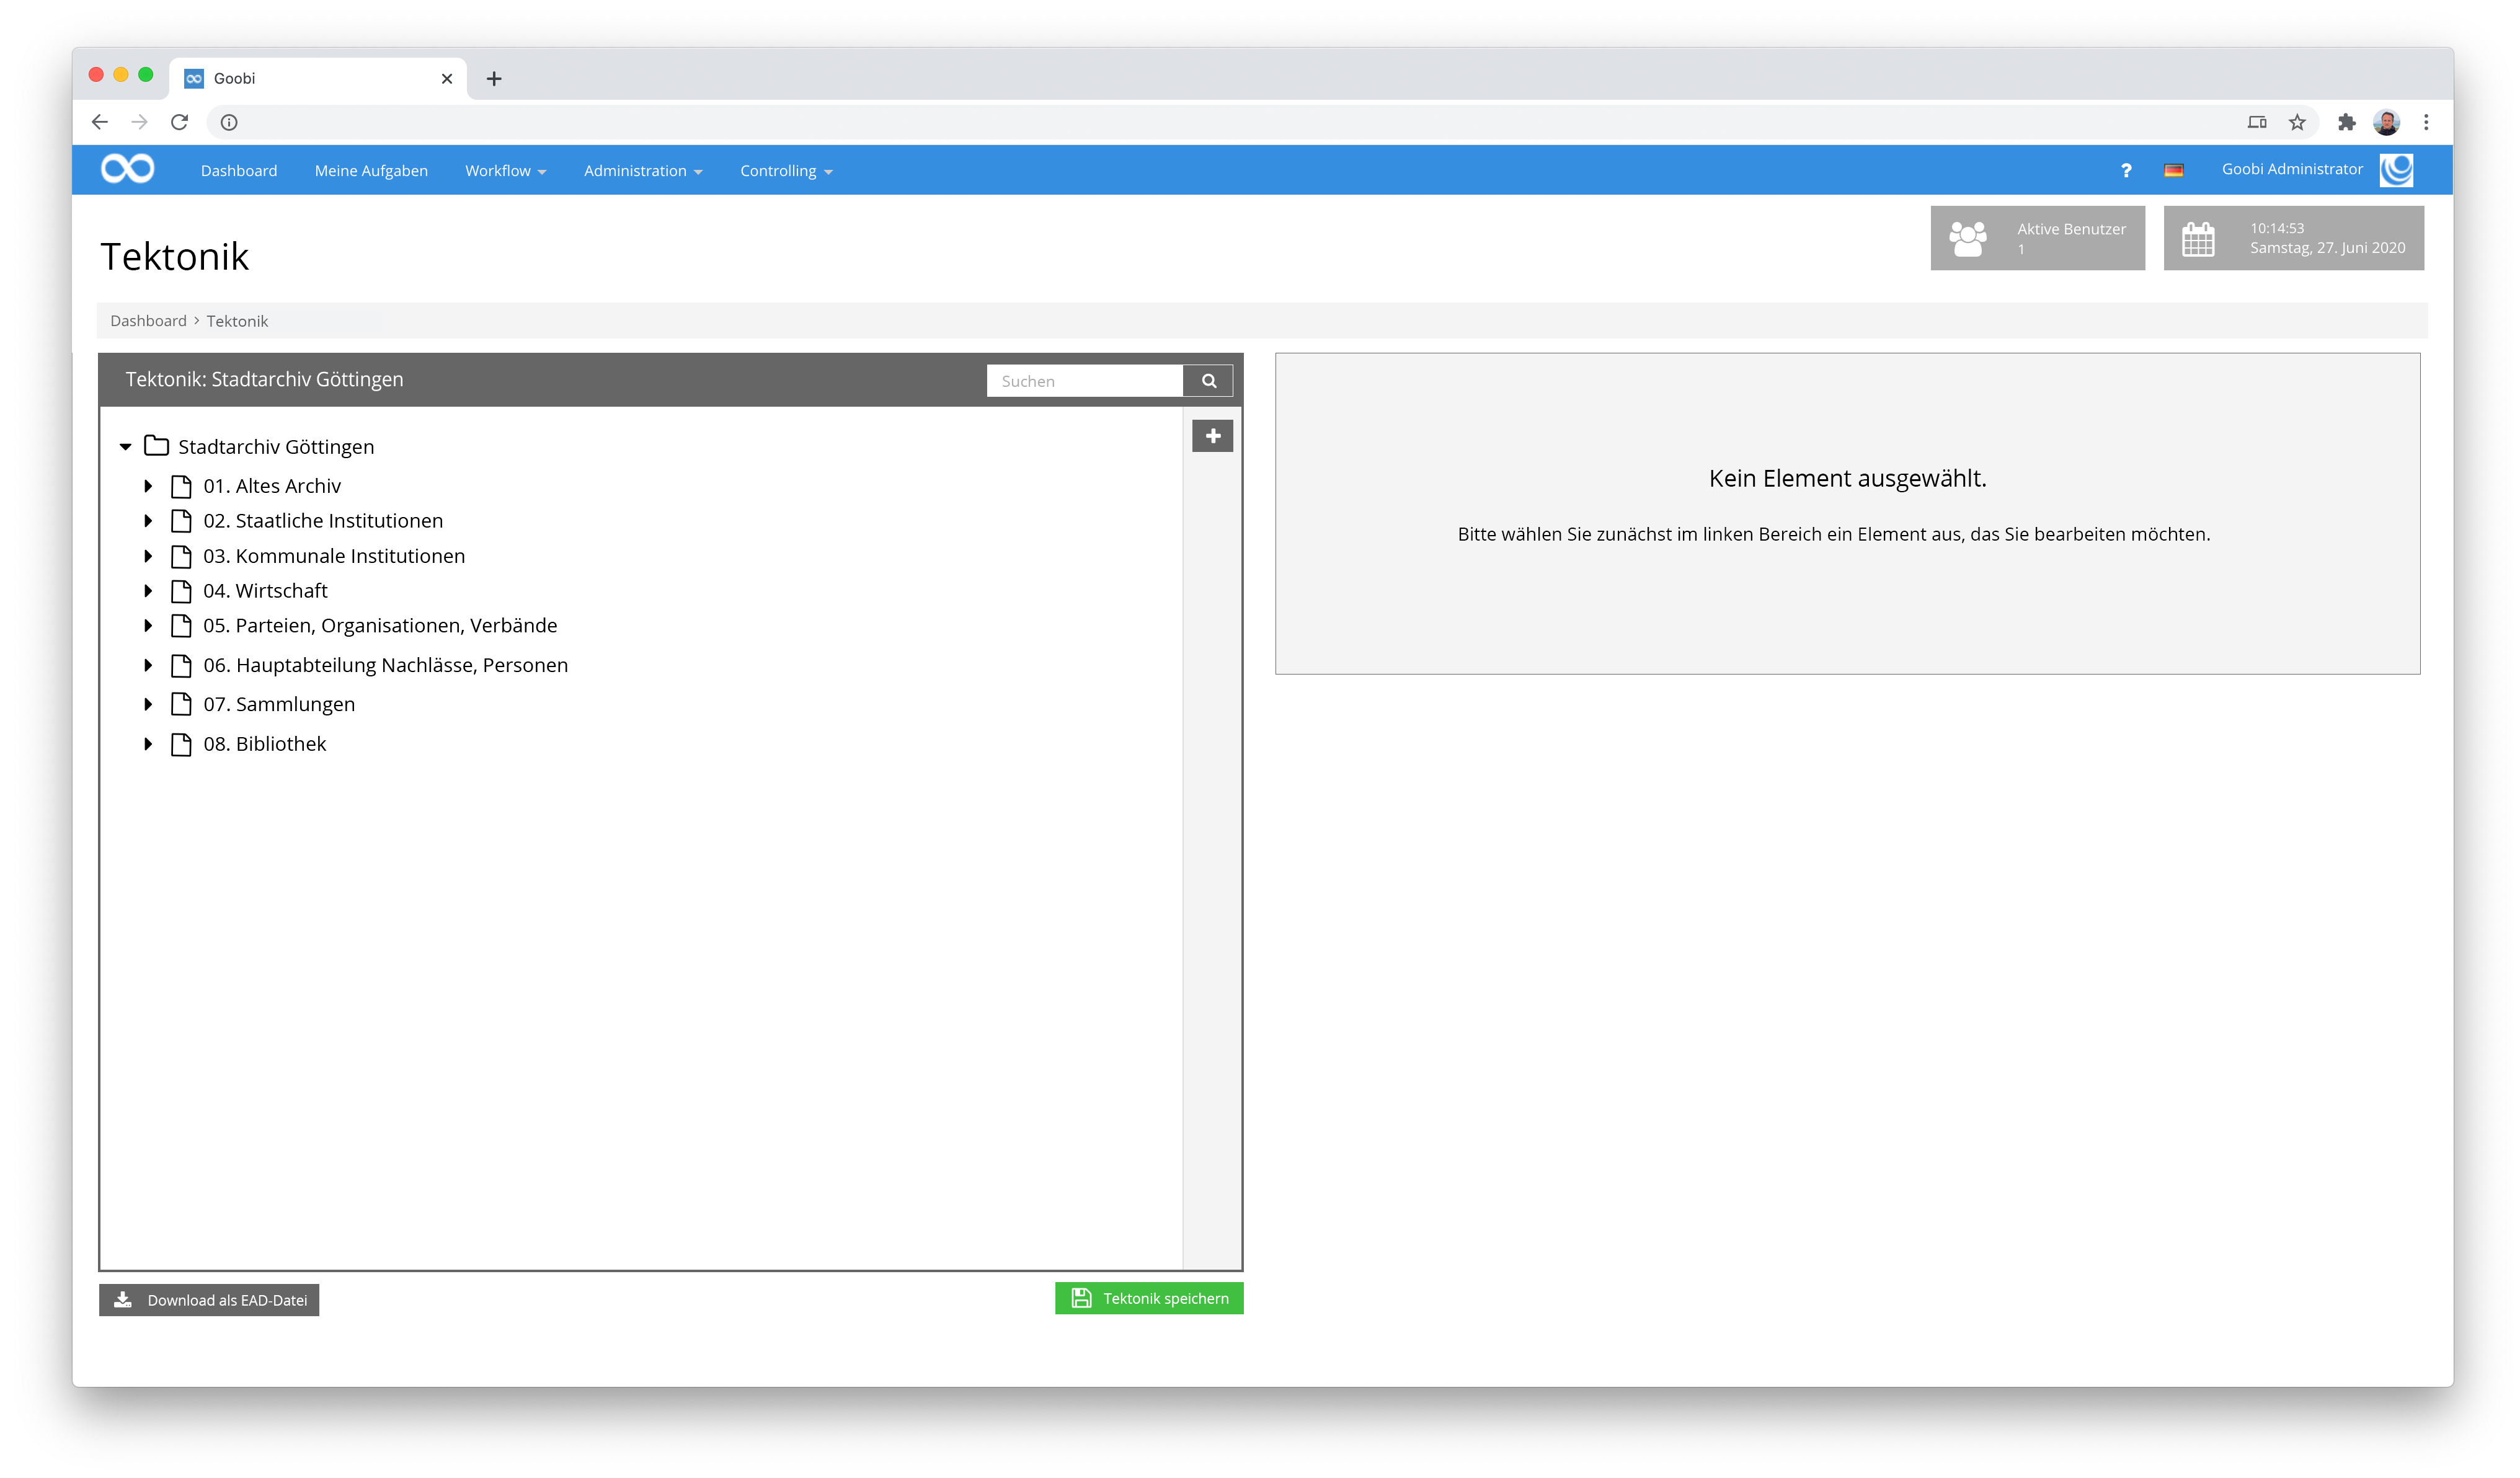 Goobi
Dashboard Meine Aufgaben Workflow Administration Controlling ? Goobi Administrator
Tektonik
Aktive Benutzer
1
10:14:53
Samstag, 27. Juni 2020
Dashboard > Tektonik
Tektonik: Stadtarchiv Göttingen
Suchen
Stadtarchiv Göttingen
01. Altes Archiv
02. Staatliche Institutionen
03. Kommunale Institutionen
04. Wirtschaft
05. Parteien, Organisationen, Verbände
06. Hauptabteilung Nachlässe, Personen
07. Sammlungen
08. Bibliothek
Kein Element ausgewählt.
Bitte wählen Sie zunächst im linken Bereich ein Element aus, das Sie bearbeiten möchten.
Download als EAD-Datei
Tektonik speichern